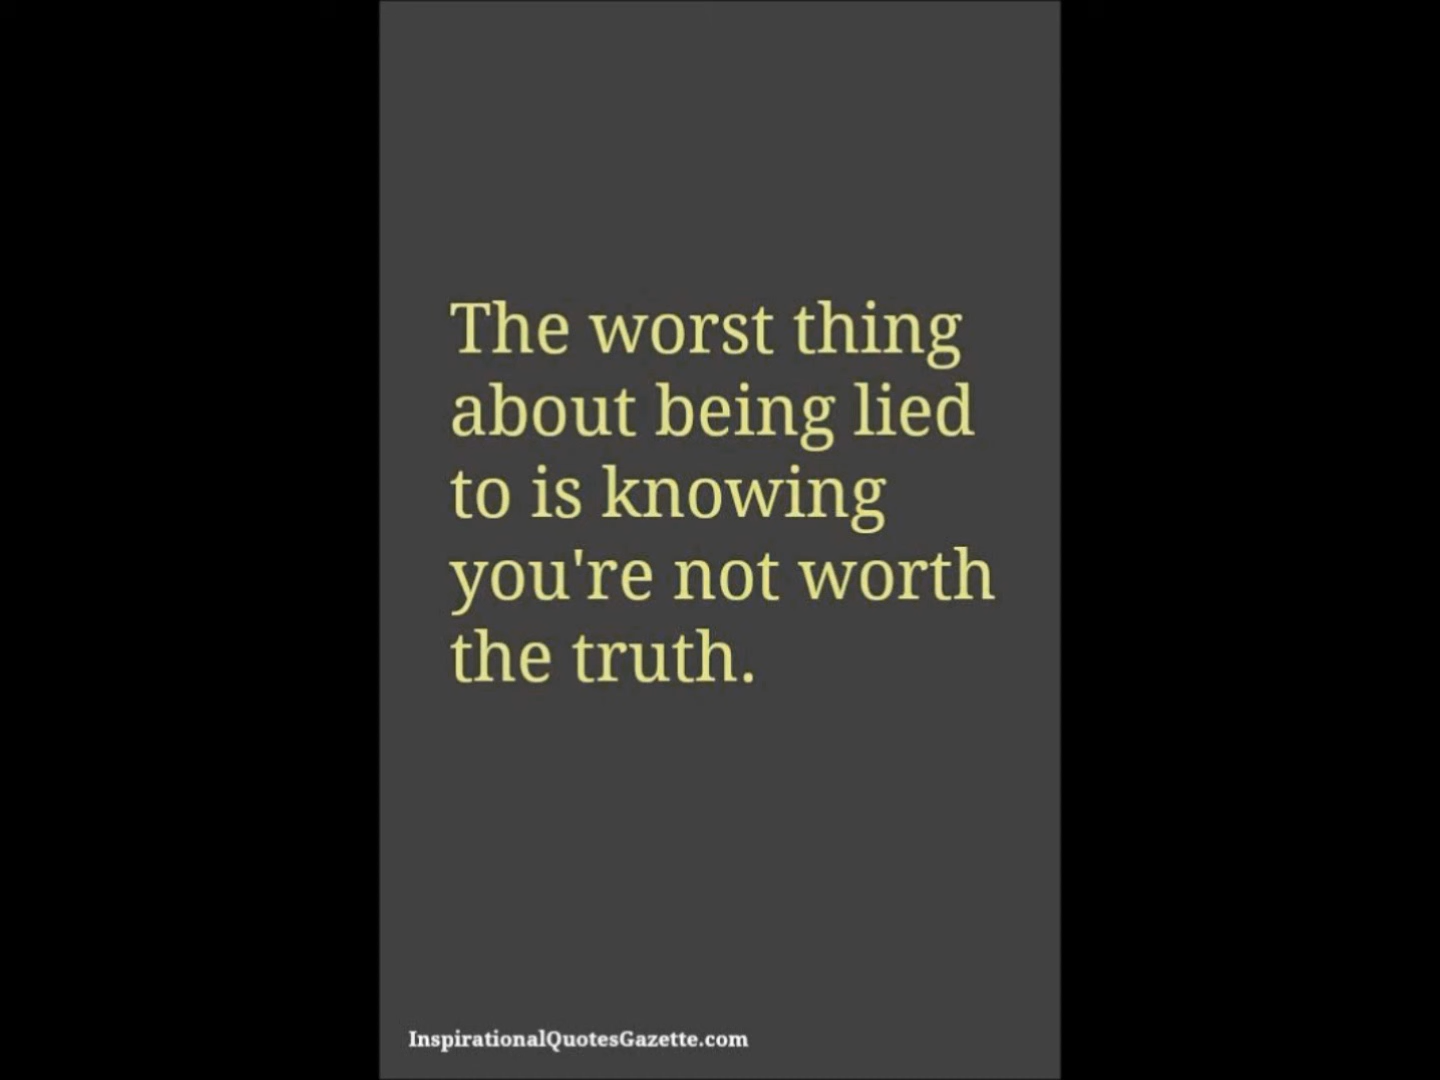 The worst thing
about being lied
to is knowing
you're not worth
the truth.
InspirationalQuotesGazette.com